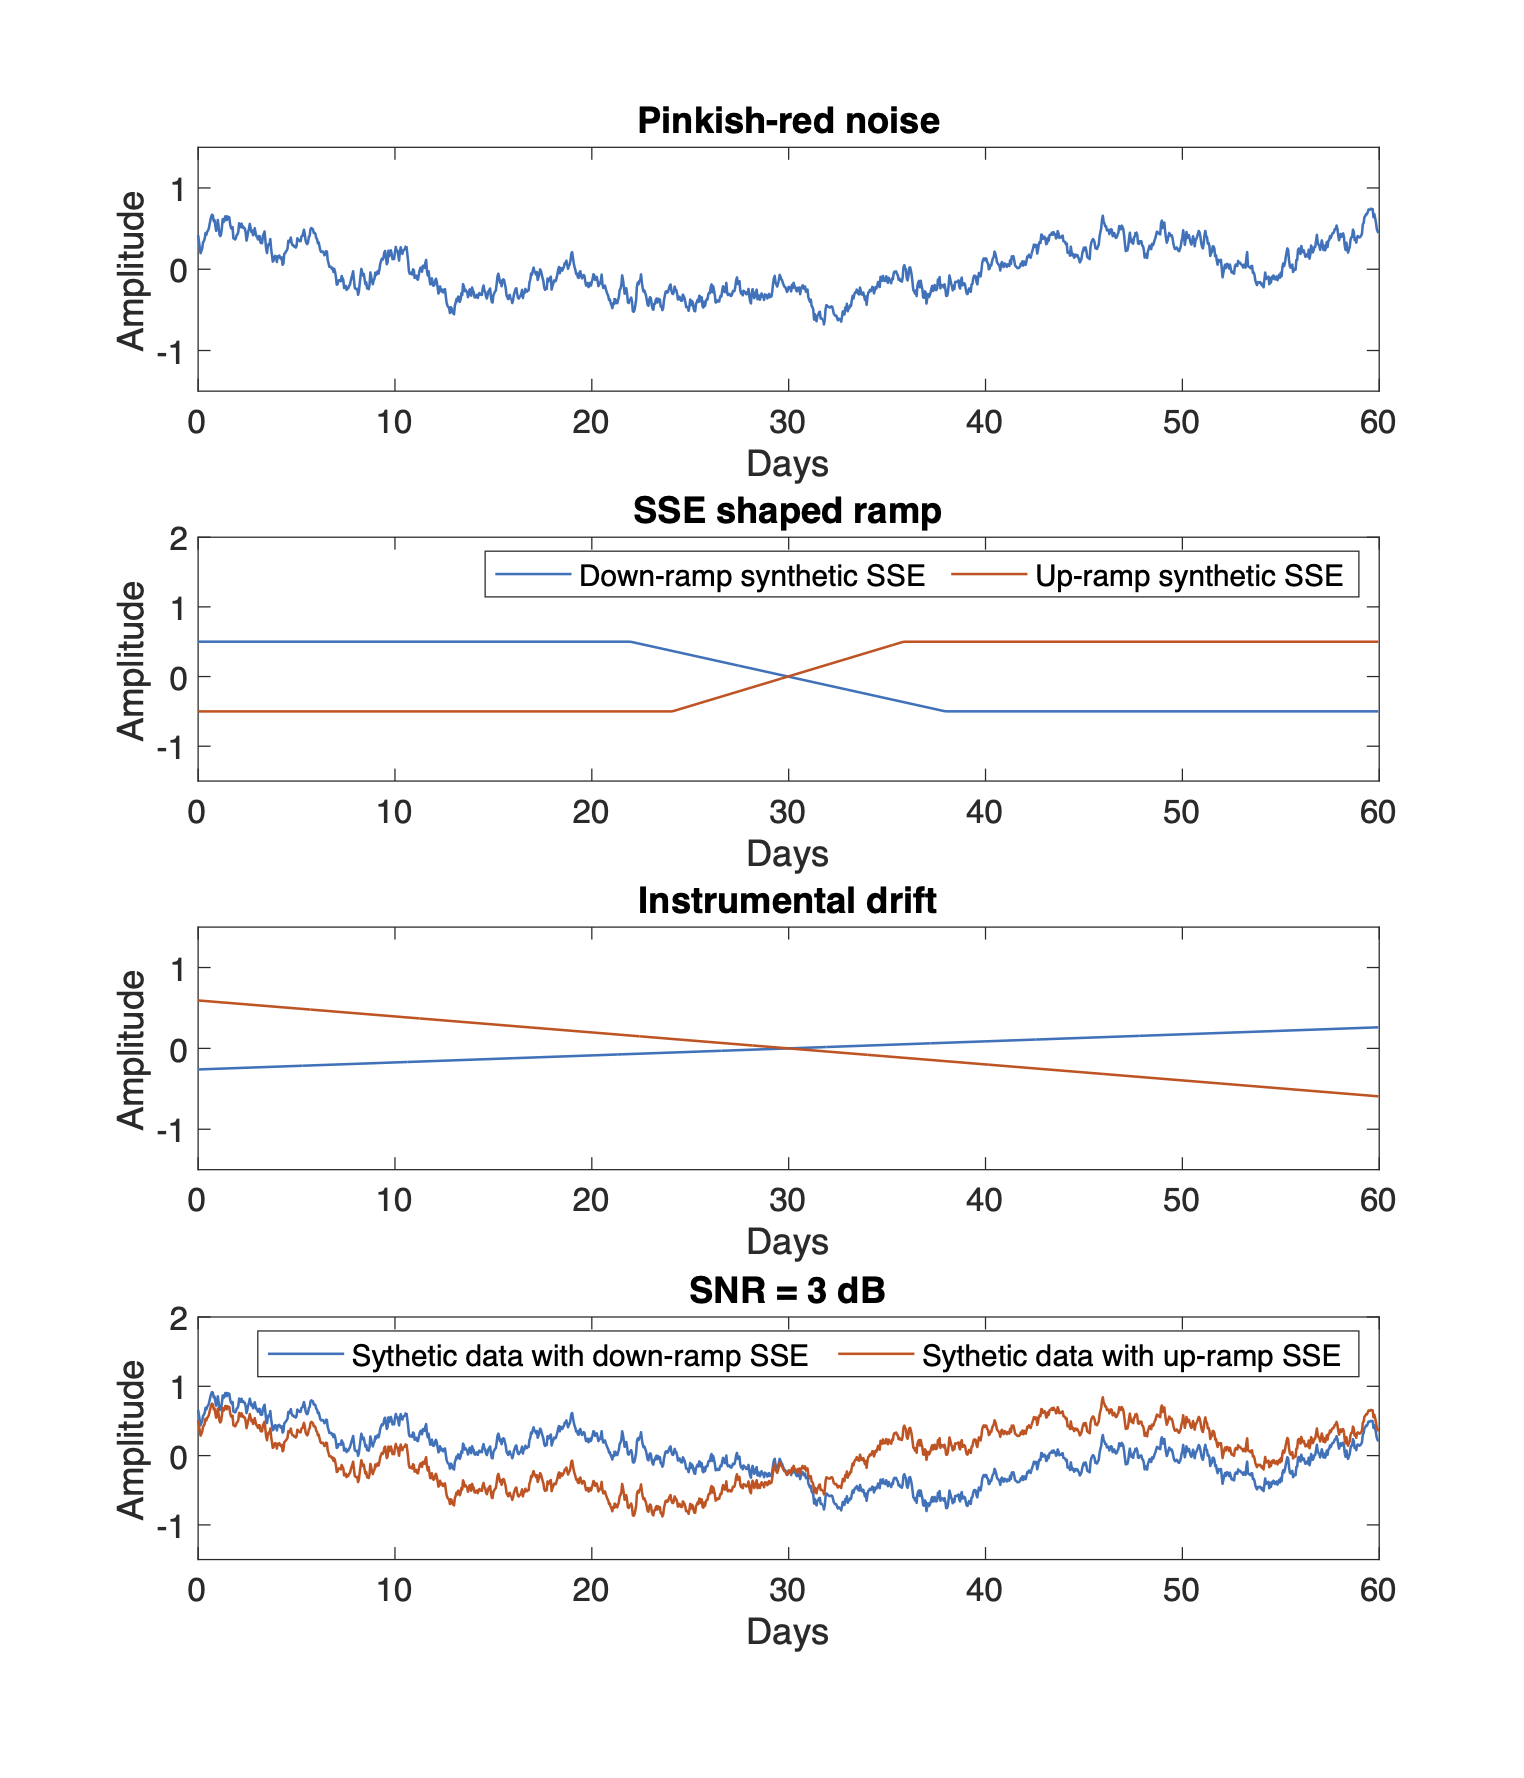 Pinkish-red noise
1
0
-1
Amplitude
0 10 20 30 40 50 60
Days
SSE shaped ramp
2
1
0
-1
Amplitude
Down-ramp synthetic SSE Up-ramp synthetic SSE
0 10 20 30 40 50 60
Days
Instrumental drift
1
0
-1
Amplitude
0 10 20 30 40 50 60
Days
SNR = 3 dB
2
1
0
-1
Amplitude
Sythetic data with down-ramp SSE Sythetic data with up-ramp SSE
0 10 20 30 40 50 60
Days